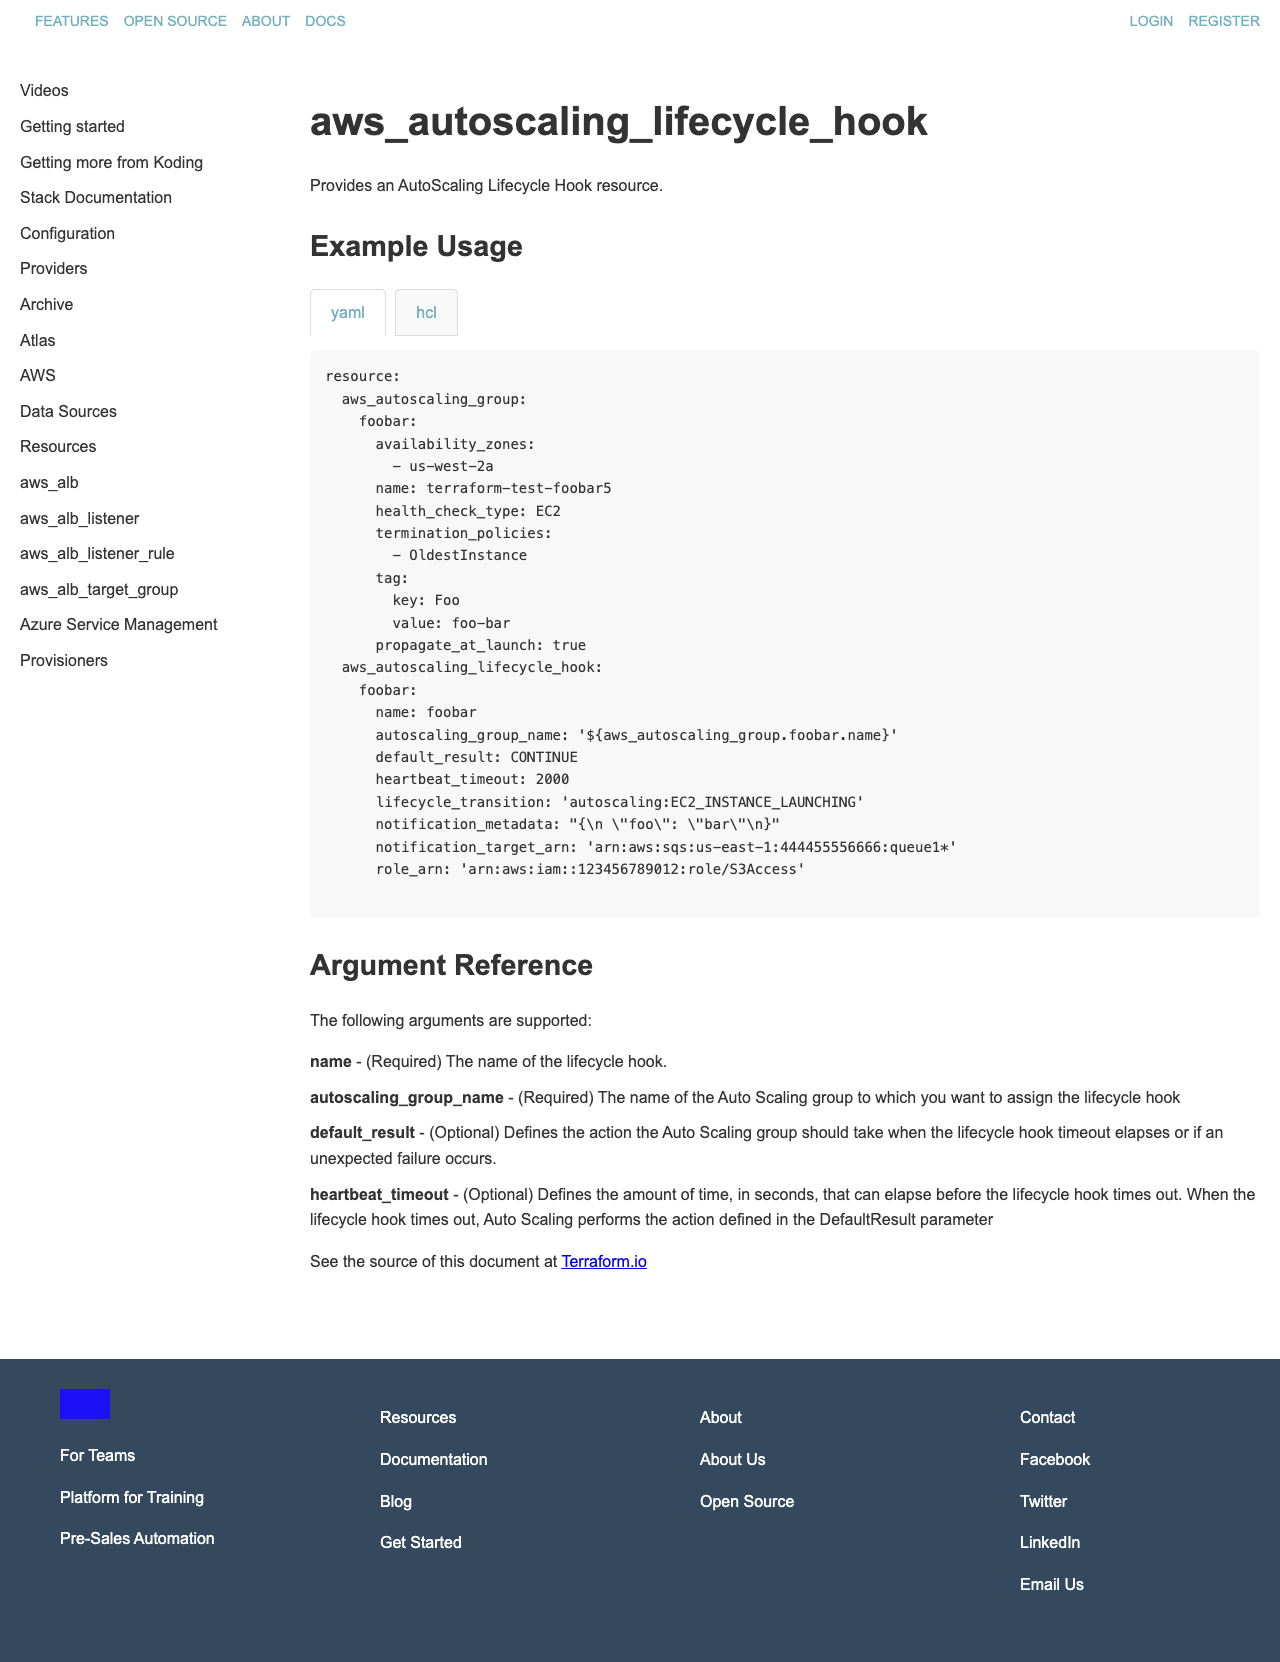 FEATURES OPEN SOURCE ABOUT DOCS LOGIN REGISTER
Videos
Getting started
Getting more from Koding
Stack Documentation
Configuration
Providers
Archive
Atlas
AWS
Data Sources
Resources
aws_alb
aws_alb_listener
aws_alb_listener_rule
aws_alb_target_group
Azure Service Management
Provisioners
aws_autoscaling_lifecycle_hook
Provides an AutoScaling Lifecycle Hook resource.
Example Usage
yaml hcl
resource:
  aws_autoscaling_group:
    foobar:
      availability_zones:
        - us-west-2a
      name: terraform-test-foobar5
      health_check_type: EC2
      termination_policies:
        - OldestInstance
      tag:
        key: Foo
        value: foo-bar
      propagate_at_launch: true
  aws_autoscaling_lifecycle_hook:
    foobar:
      name: foobar
      autoscaling_group_name: '${aws_autoscaling_group.foobar.name}'
      default_result: CONTINUE
      heartbeat_timeout: 2000
      lifecycle_transition: 'autoscaling:EC2_INSTANCE_LAUNCHING'
      notification_metadata: "{\n \"foo\": \"bar\"\n}"
      notification_target_arn: 'arn:aws:sqs:us-east-1:444455556666:queue1*'
      role_arn: 'arn:aws:iam::123456789012:role/S3Access'
Argument Reference
The following arguments are supported:
name - (Required) The name of the lifecycle hook.
autoscaling_group_name - (Required) The name of the Auto Scaling group to which you want to assign the lifecycle hook
default_result - (Optional) Defines the action the Auto Scaling group should take when the lifecycle hook timeout elapses or if an
unexpected failure occurs.
heartbeat_timeout - (Optional) Defines the amount of time, in seconds, that can elapse before the lifecycle hook times out. When the
lifecycle hook times out, Auto Scaling performs the action defined in the DefaultResult parameter
See the source of this document at Terraform.io
For Teams
Platform for Training
Pre-Sales Automation
Resources
Documentation
Blog
Get Started
About
About Us
Open Source
Contact
Facebook
Twitter
LinkedIn
Email Us